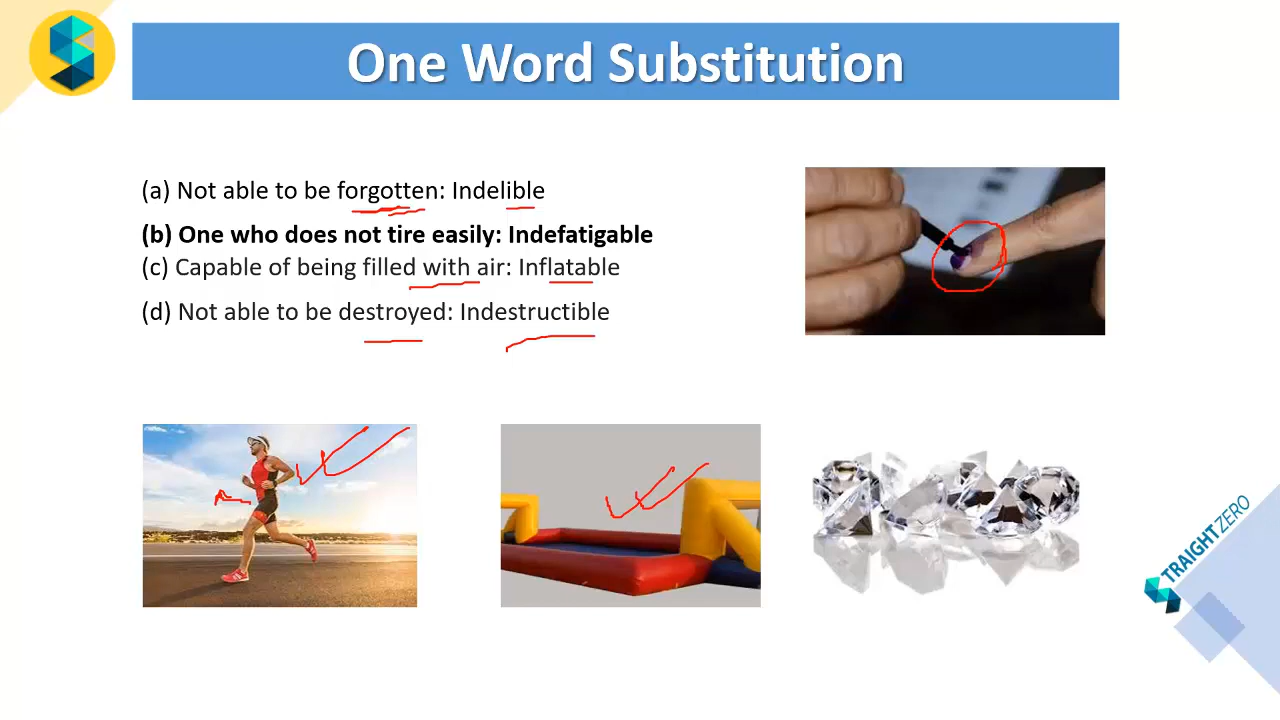 One Word Substitution
(a) Not able to be forgotten: Indelible
(b) One who does not tire easily: Indefatigable
(c) Capable of being filled with air: Inflatable
(d) Not able to be destroyed: Indestructible
TRAIGHTZERO